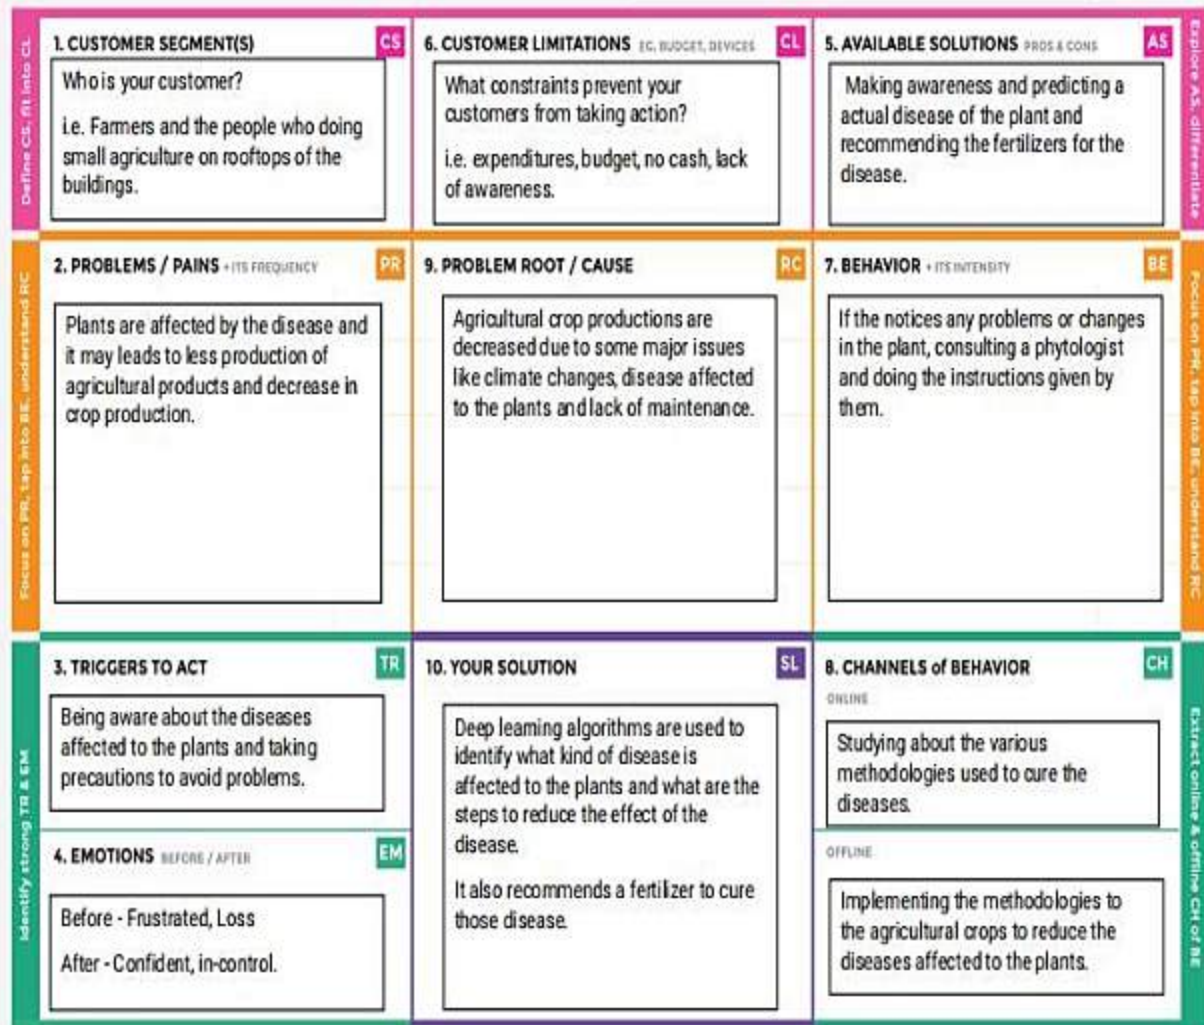 Define CS, fit into CL
1. CUSTOMER SEGMENT(S)
CS
Who is your customer?
i.e. Farmers and the people who doing
small agriculture on rooftops of the
buildings.
6. CUSTOMER LIMITATIONS EG. BUDGET, DEVICES
CL
What constraints prevent your
customers from taking action?
i.e. expenditures, budget, no cash, lack
of awareness.
5. AVAILABLE SOLUTIONS PROS & CONS
AS
Making awareness and predicting a
actual disease of the plant and
recommending the fertilizers for the
disease.
Explore AS, differentiate
Focus on PR, tap into BE, understand RC
2. PROBLEMS / PAINS + ITS FREQUENCY
PR
Plants are affected by the disease and
it may leads to less production of
agricultural products and decrease in
crop production.
9. PROBLEM ROOT / CAUSE
RC
Agricultural crop productions are
decreased due to some major issues
like climate changes, disease affected
to the plants and lack of maintenance.
7. BEHAVIOR + ITS INTENSITY
BE
If the notices any problems or changes
in the plant, consulting a phytologist
and doing the instructions given by
them.
Focus on PR, tap into BE, understand RC
Identify strong TR & EM
3. TRIGGERS TO ACT
TR
Being aware about the diseases
affected to the plants and taking
precautions to avoid problems.
4. EMOTIONS BEFORE / AFTER
EM
Before - Frustrated, Loss
After - Confident, in-control.
10. YOUR SOLUTION
SL
Deep learning algorithms are used to
identify what kind of disease is
affected to the plants and what are the
steps to reduce the effect of the
disease.
It also recommends a fertilizer to cure
those disease.
8. CHANNELS of BEHAVIOR
CH
ONLINE
Studying about the various
methodologies used to cure the
diseases.
OFFLINE
Implementing the methodologies to
the agricultural crops to reduce the
diseases affected to the plants.
Extract online & offline CH of BE